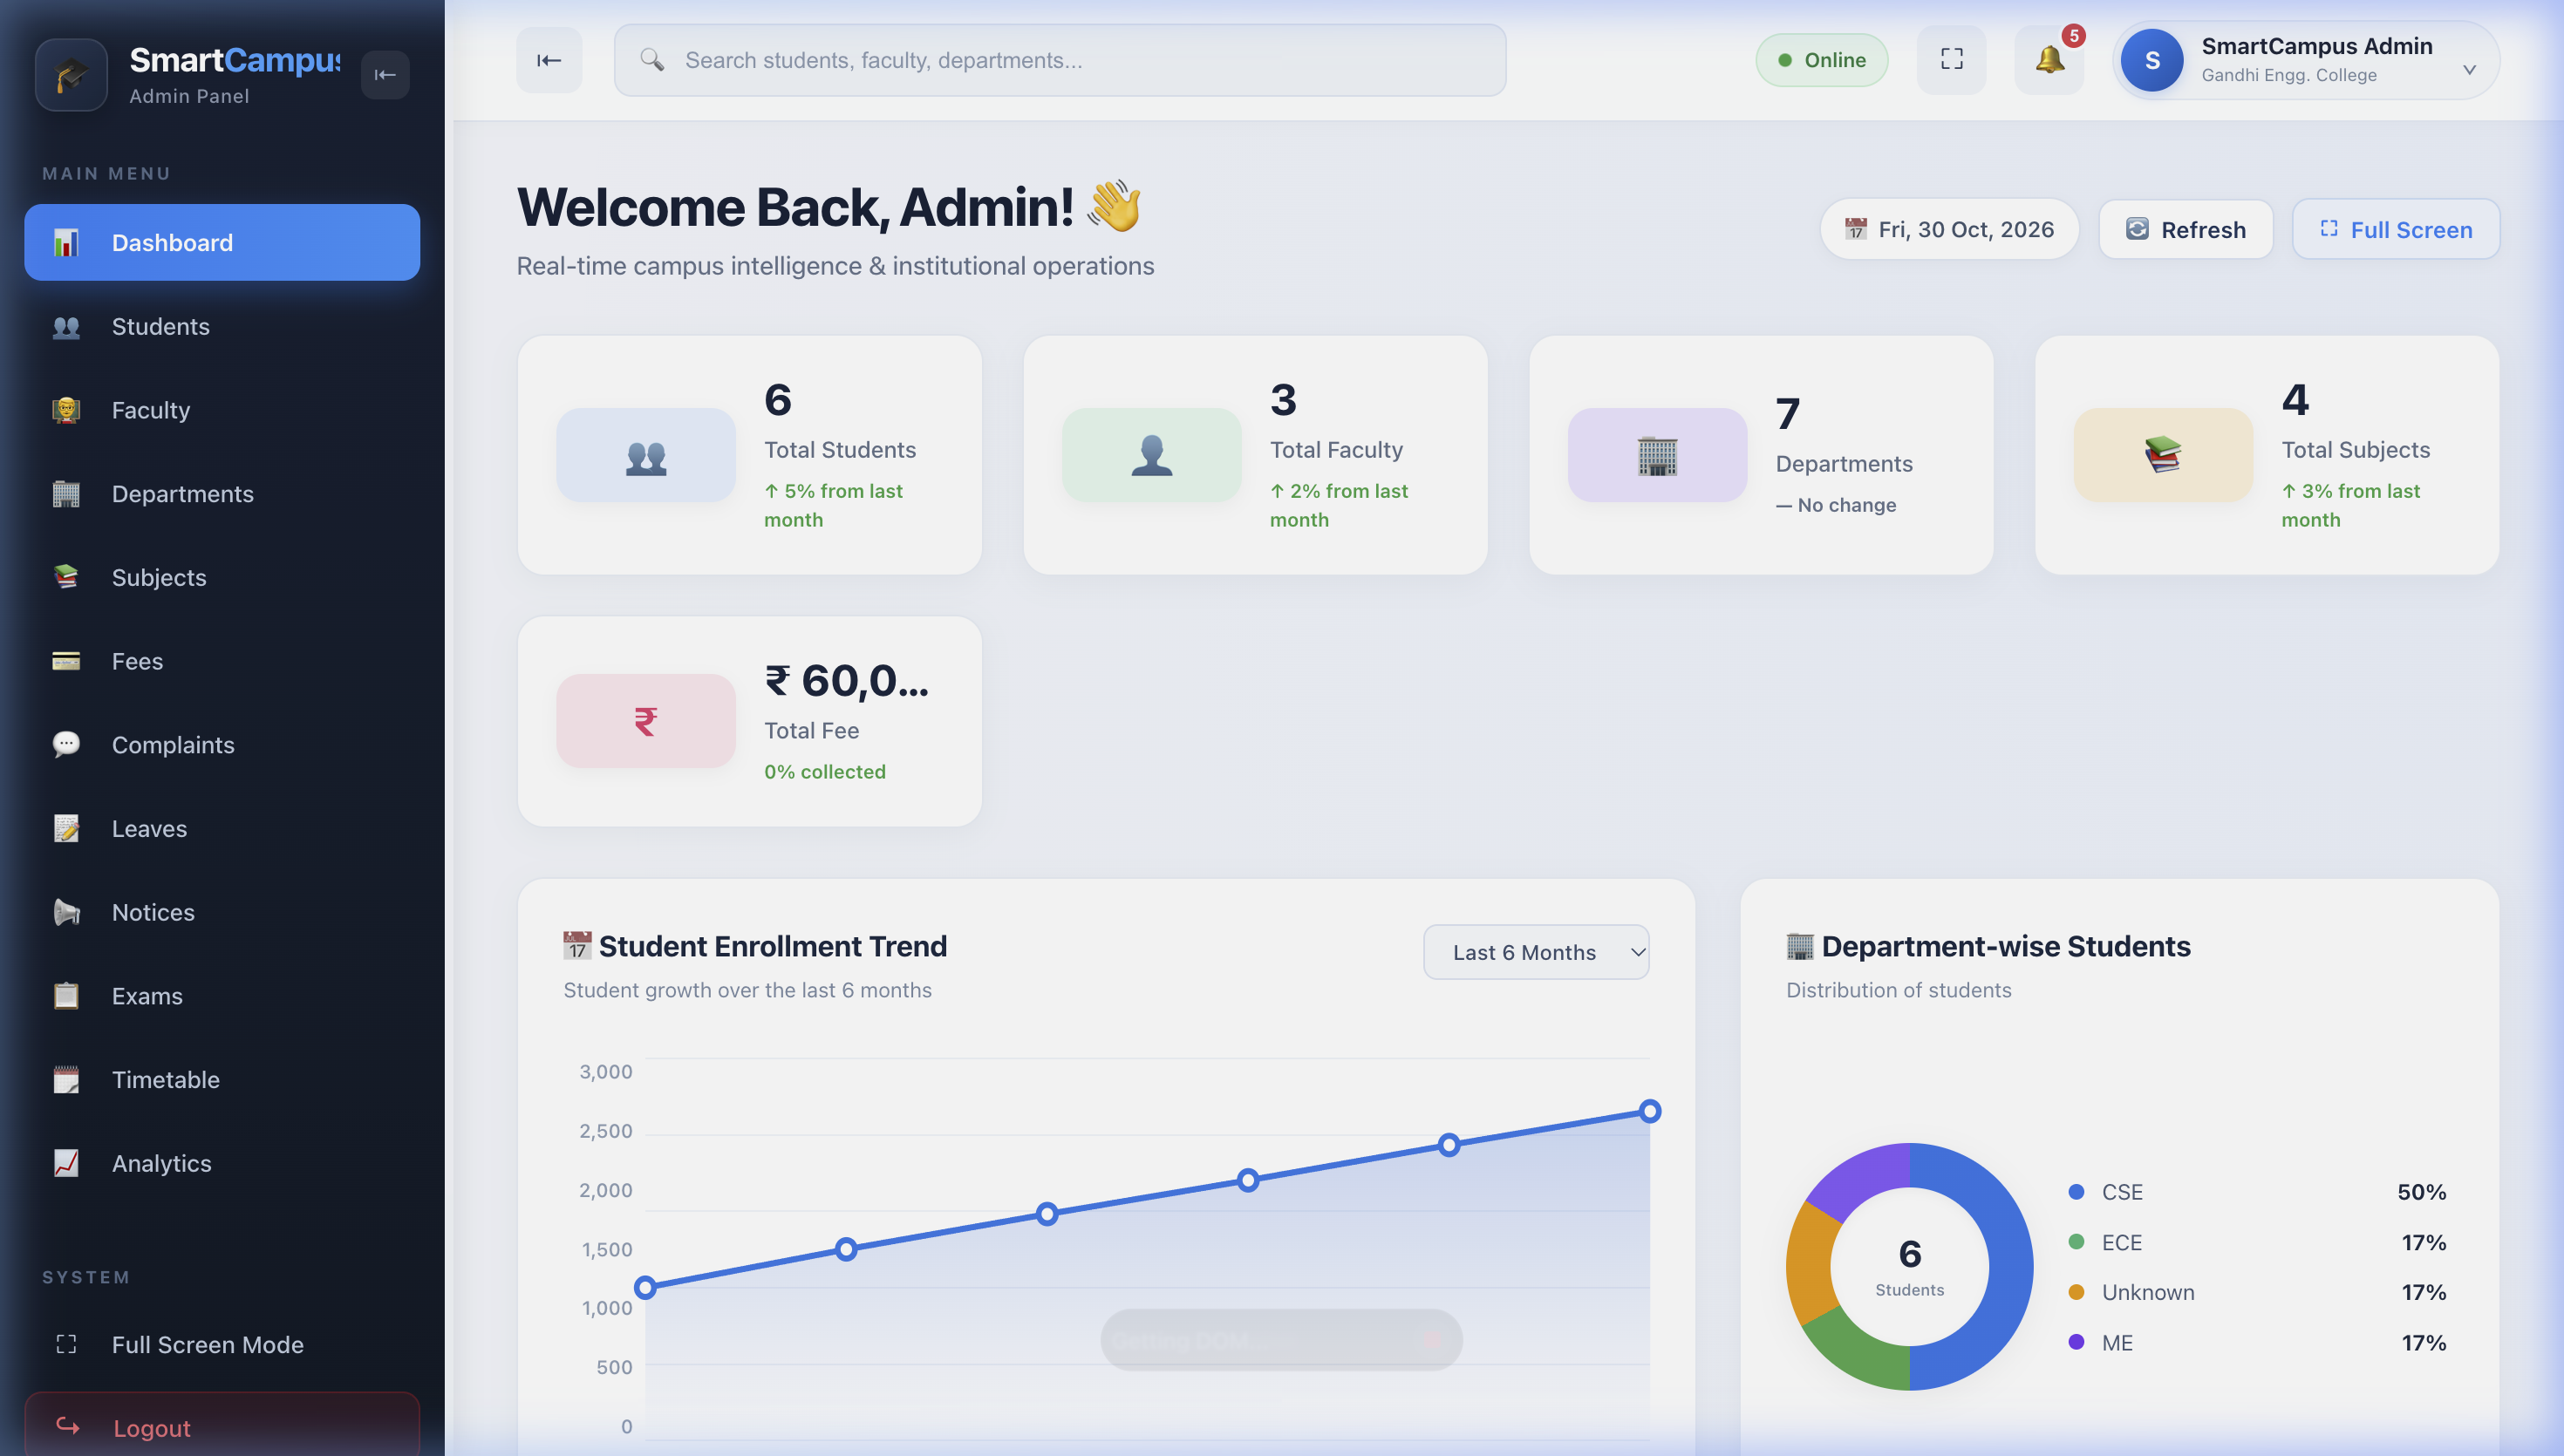 SmartCampus
Admin Panel
MAIN MENU
Dashboard
Students
Faculty
Departments
Subjects
Fees
Complaints
Leaves
Notices
Exams
Timetable
Analytics
SYSTEM
Full Screen Mode
Logout
Search students, faculty, departments...
Online
5
S
SmartCampus Admin
Gandhi Engg. College
Welcome Back, Admin! 👋
Real-time campus intelligence & institutional operations
Fri, 30 Oct, 2026
Refresh
Full Screen
6
Total Students
↑ 5% from last
month
3
Total Faculty
↑ 2% from last
month
7
Departments
— No change
4
Total Subjects
↑ 3% from last
month
₹
₹ 60,0...
Total Fee
0% collected
17 Student Enrollment Trend
Student growth over the last 6 months
Last 6 Months
3,000
2,500
2,000
1,500
1,000
500
0
Getting DOM...
Department-wise Students
Distribution of students
6
Students
CSE 50%
ECE 17%
Unknown 17%
ME 17%